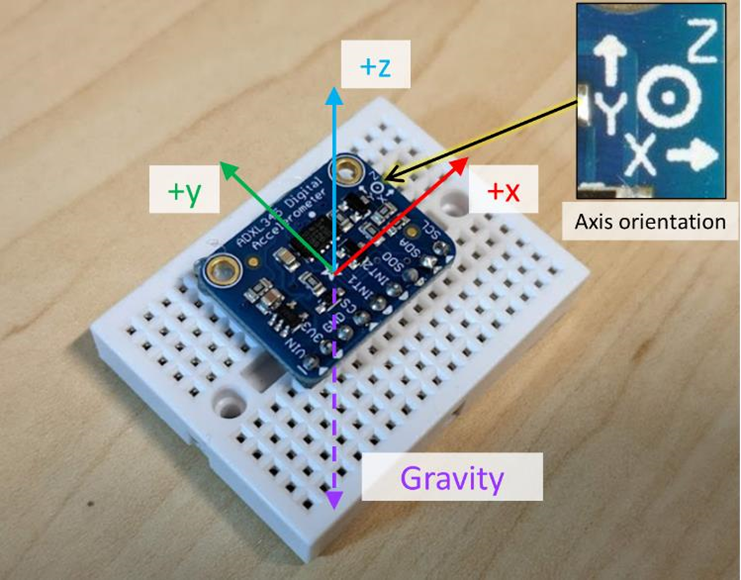 +z
+y
+x
Z
Y
X
Axis orientation
ADXL345 Digital
Accelerometer
SCL
SDA
SDO
INT2
INT1
CS
GND
3V3
VIN
Gravity